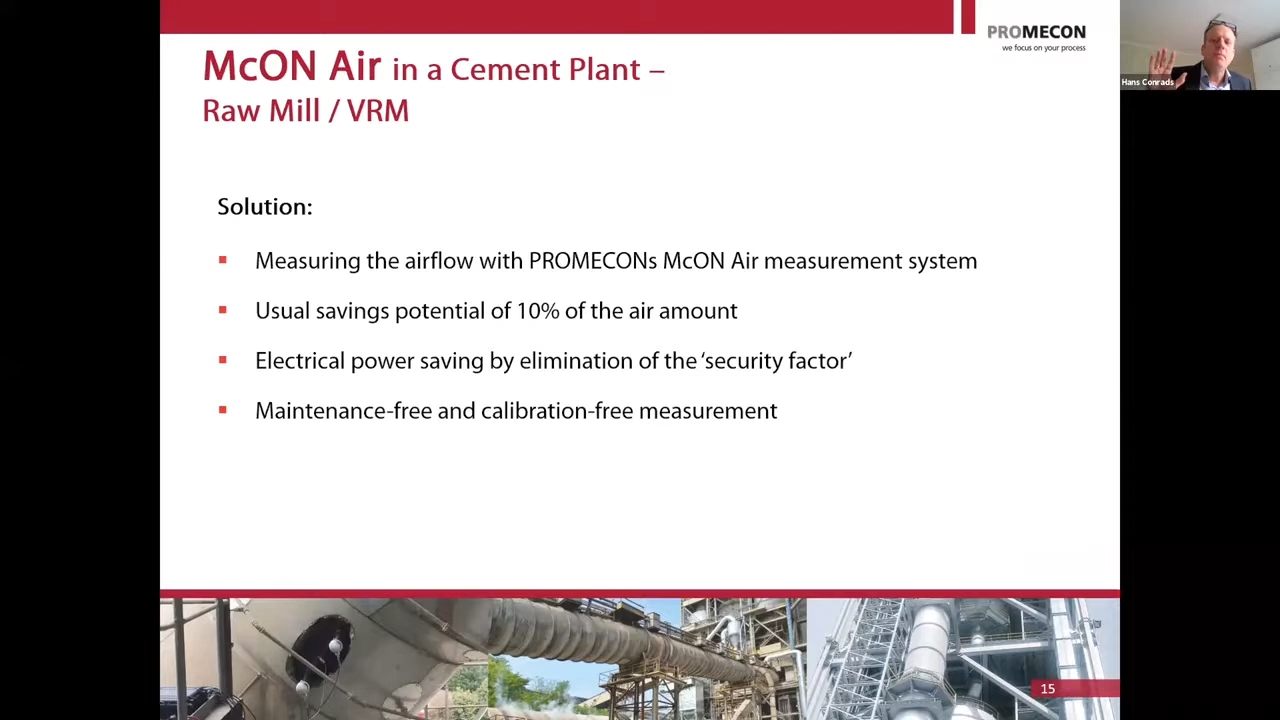 PROMECON
we focus on your process
Hans Conrads
McON Air in a Cement Plant –
Raw Mill / VRM
Solution:
Measuring the airflow with PROMECONs McON Air measurement system
Usual savings potential of 10% of the air amount
Electrical power saving by elimination of the ‘security factor’
Maintenance-free and calibration-free measurement
15